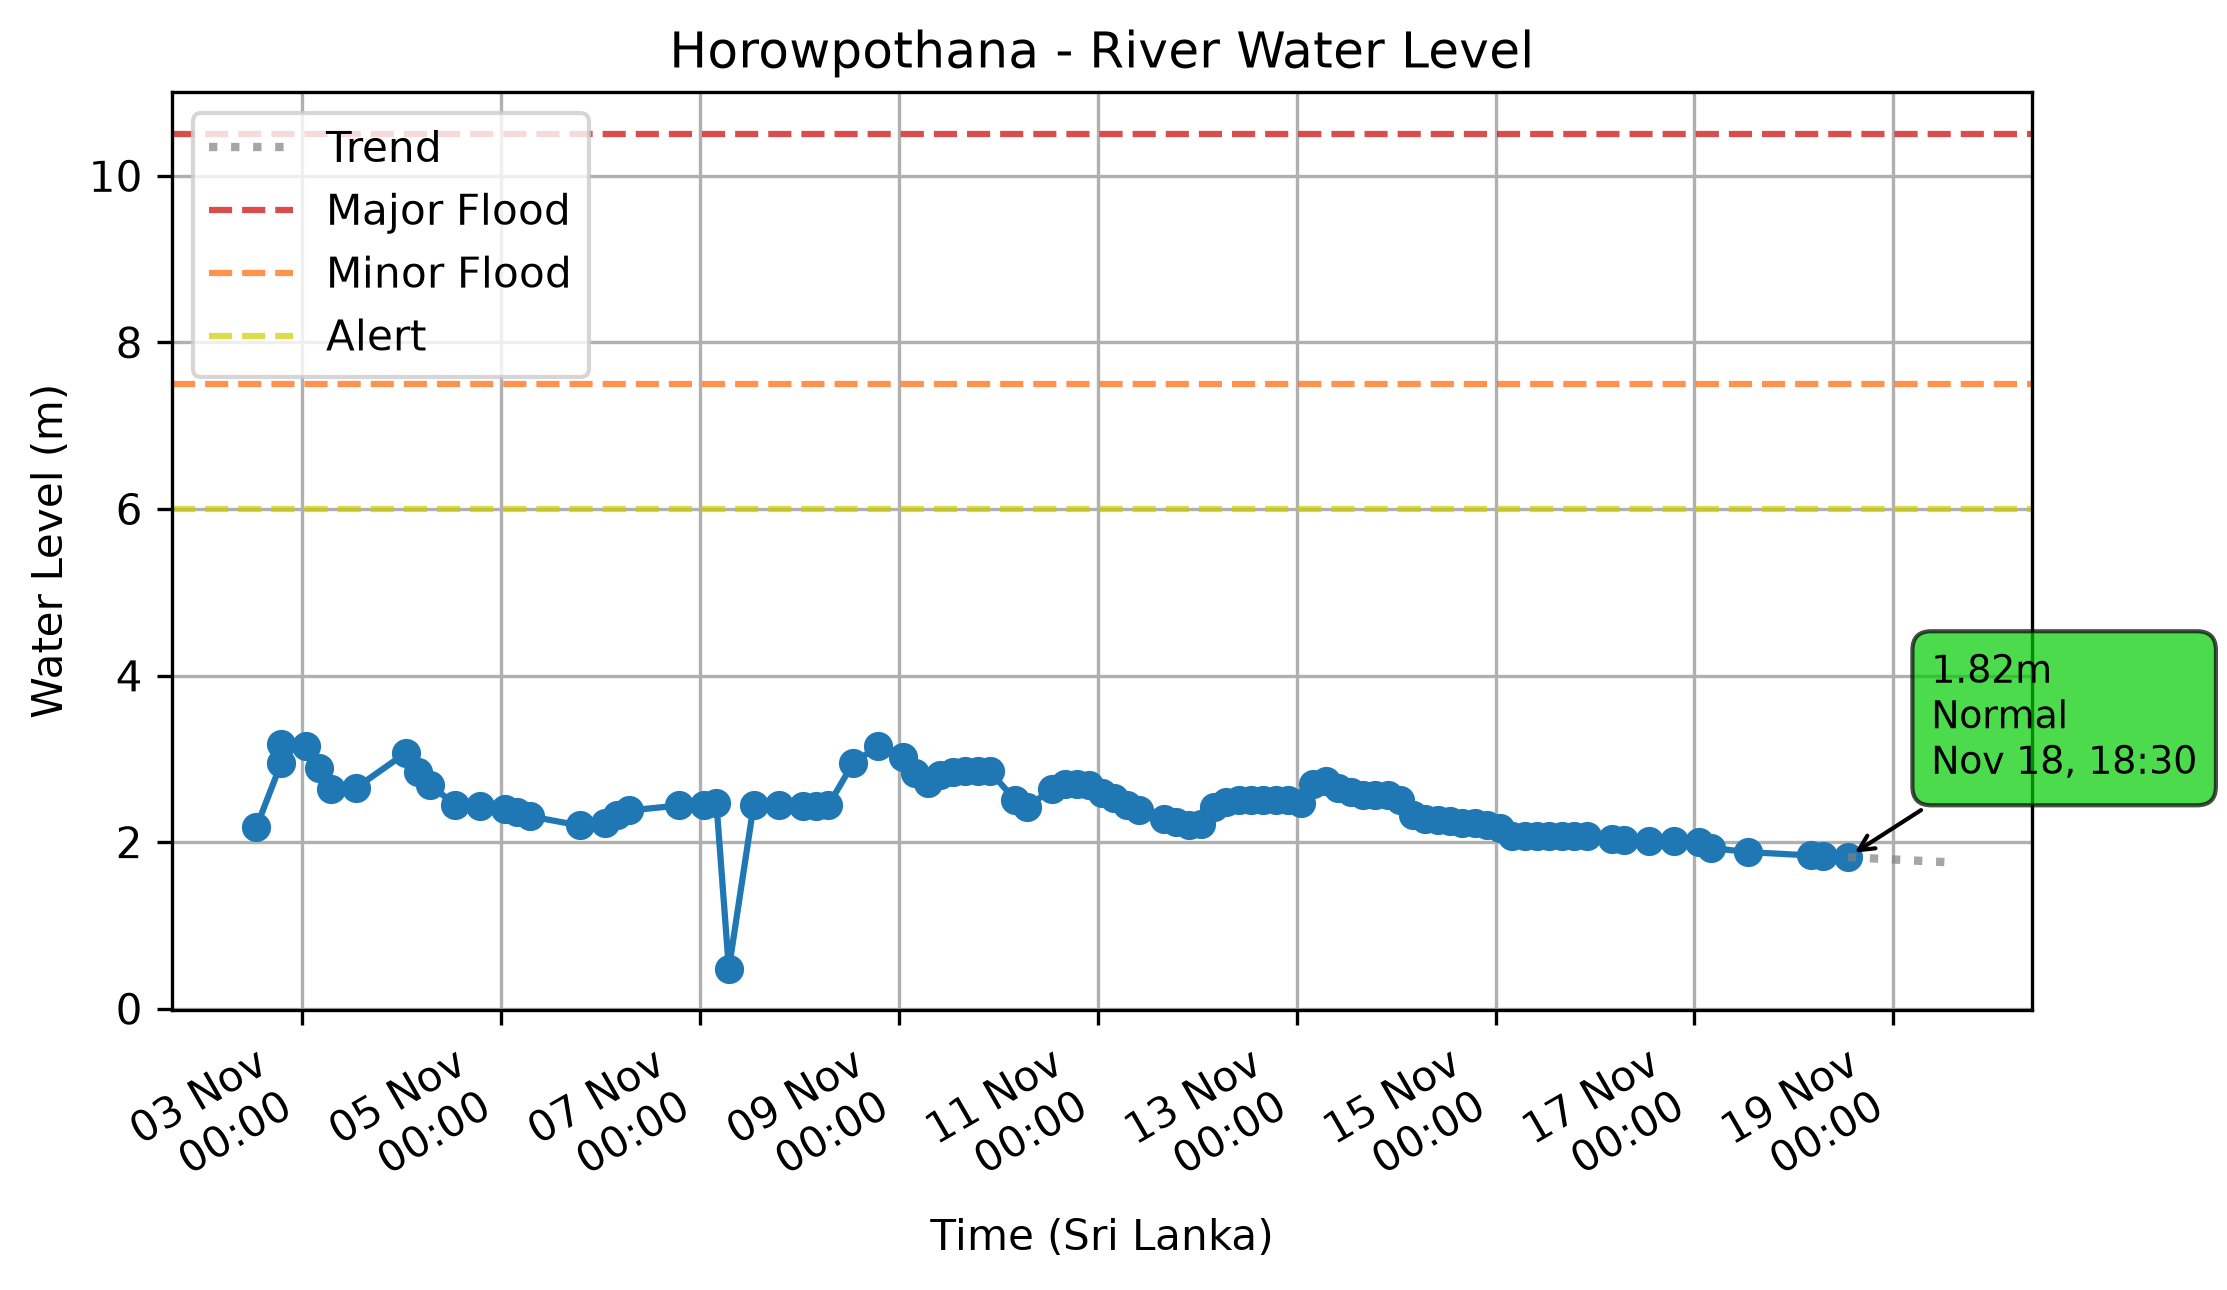 Horowpothana - River Water Level
Trend
Major Flood
Minor Flood
Alert
Water Level (m)
10
8
6
4
2
0
1.82m
Normal
Nov 18, 18:30
03 Nov
00:00
05 Nov
00:00
07 Nov
00:00
09 Nov
00:00
11 Nov
00:00
13 Nov
00:00
15 Nov
00:00
17 Nov
00:00
19 Nov
00:00
Time (Sri Lanka)